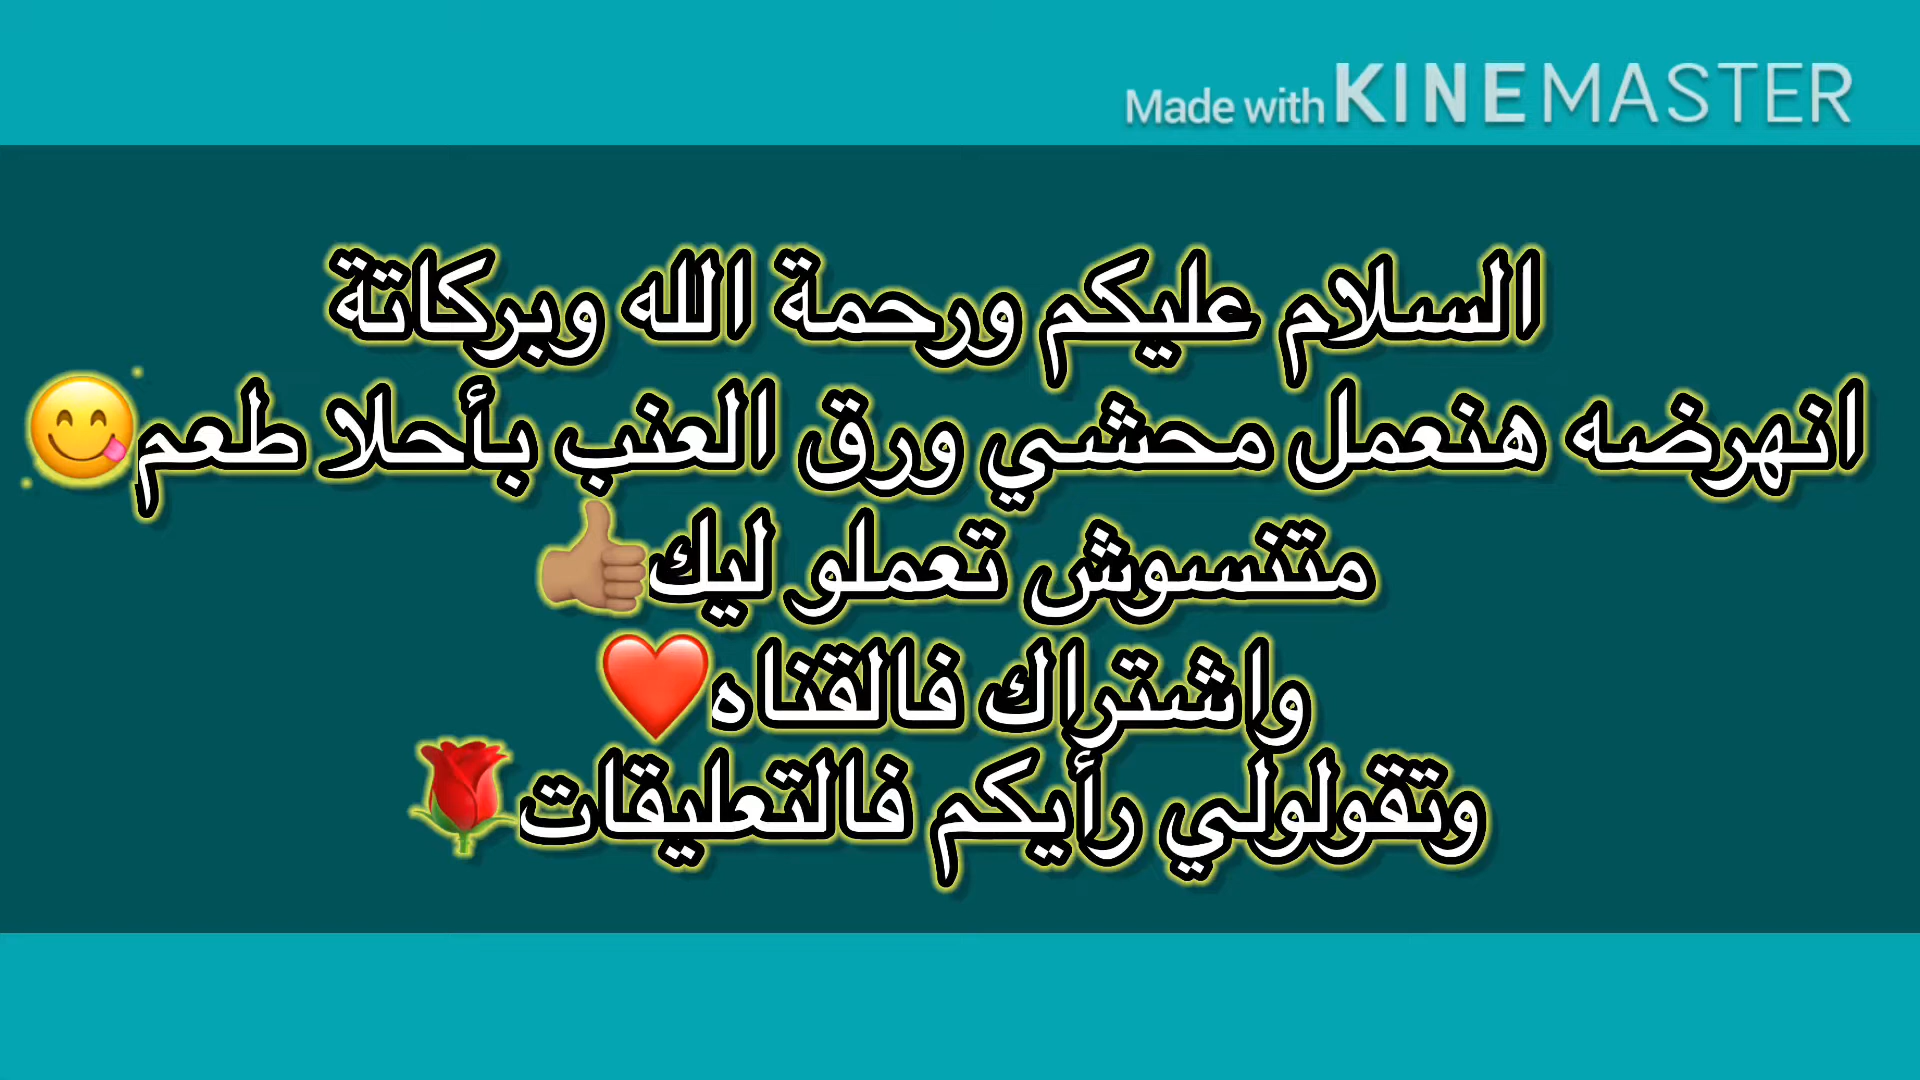 Made with KINEMASTER
السلام عليكم ورحمة الله وبركاتة
انهرضه هنعمل محشي ورق العنب بأحلا طعم😋
متنسوش تعملو ليك👍🏽
واشتراك فالقناه❤️
وتقولولي رأيكم فالتعليقات🌹